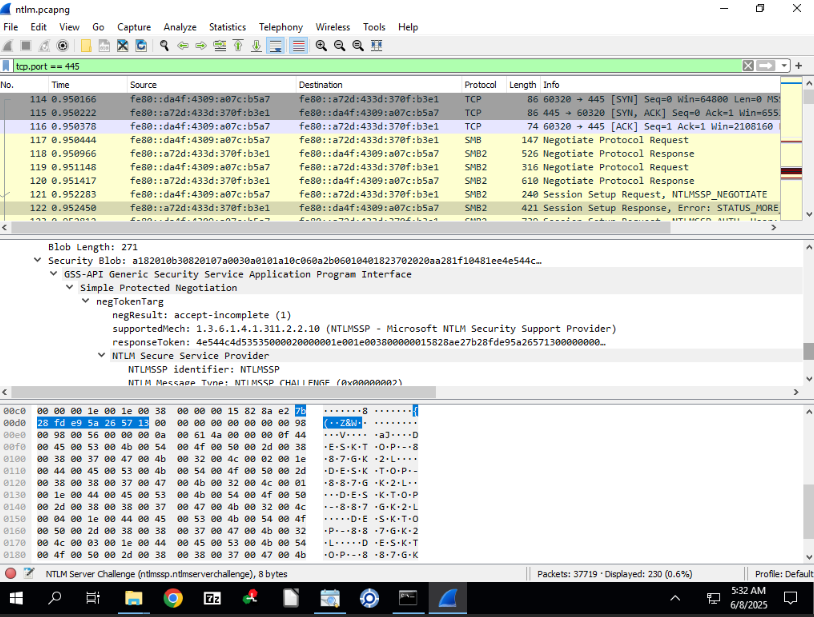 ntlm.pcapng
File Edit View Go Capture Analyze Statistics Telephony Wireless Tools Help
tcp.port == 445
No. Time Source Destination Protocol Length Info
114 0.950166 fe80::da4f:4309:a07c:b5a7 fe80::a72d:433d:370f:b3e1 TCP 86 60320 → 445 [SYN] Seq=0 Win=64800 Len=0 MS
115 0.950222 fe80::a72d:433d:370f:b3e1 fe80::da4f:4309:a07c:b5a7 TCP 86 445 → 60320 [SYN, ACK] Seq=0 Ack=1 Win=655
116 0.950378 fe80::da4f:4309:a07c:b5a7 fe80::a72d:433d:370f:b3e1 TCP 74 60320 → 445 [ACK] Seq=1 Ack=1 Win=2108160
117 0.950444 fe80::da4f:4309:a07c:b5a7 fe80::a72d:433d:370f:b3e1 SMB 147 Negotiate Protocol Request
118 0.950966 fe80::a72d:433d:370f:b3e1 fe80::da4f:4309:a07c:b5a7 SMB2 526 Negotiate Protocol Response
119 0.951148 fe80::da4f:4309:a07c:b5a7 fe80::a72d:433d:370f:b3e1 SMB2 316 Negotiate Protocol Request
120 0.951417 fe80::a72d:433d:370f:b3e1 fe80::da4f:4309:a07c:b5a7 SMB2 610 Negotiate Protocol Response
121 0.952283 fe80::da4f:4309:a07c:b5a7 fe80::a72d:433d:370f:b3e1 SMB2 240 Session Setup Request, NTLMSSP_NEGOTIATE
122 0.952450 fe80::a72d:433d:370f:b3e1 fe80::da4f:4309:a07c:b5a7 SMB2 421 Session Setup Response, Error: STATUS_MORE_
Blob Length: 271
Security Blob: a182010b30820107a0030a0101a10c060a2b06010401823702020aa281f10481ee4e544c…
GSS-API Generic Security Service Application Program Interface
Simple Protected Negotiation
negTokenTarg
negResult: accept-incomplete (1)
supportedMech: 1.3.6.1.4.1.311.2.2.10 (NTLMSSP - Microsoft NTLM Security Support Provider)
responseToken: 4e544c4d53535000020000001e001e003800000015828ae27b28fde95a26571300000000…
NTLM Secure Service Provider
NTLMSSP identifier: NTLMSSP
NTLM Message Type: NTLMSSP_CHALLENGE (0x00000002)
00c0 00 00 00 1e 00 1e 00 38 00 00 00 15 82 8a e2 7b ·······8 ·······{
00d0 28 fd e9 5a 26 57 13 00 00 00 00 00 00 00 00 98 (··Z&W·· ········
00e0 00 98 00 56 00 00 00 0a 00 61 4a 00 00 00 0f 44 ···V···· ·aJ····D
00f0 00 45 00 53 00 4b 00 54 00 4f 00 50 00 2d 00 38 ·E·S·K·T ·O·P·-·8
0100 00 38 00 37 00 47 00 4b 00 32 00 4c 00 02 00 1e ·8·7·G·K ·2·L····
0110 00 44 00 45 00 53 00 4b 00 54 00 4f 00 50 00 2d ·D·E·S·K ·T·O·P·-
0120 00 38 00 38 00 37 00 47 00 4b 00 32 00 4c 00 01 ·8·8·7·G ·K·2·L··
0130 00 1e 00 44 00 45 00 53 00 4b 00 54 00 4f 00 50 ···D·E·S ·K·T·O·P
0140 00 2d 00 38 00 38 00 37 00 47 00 4b 00 32 00 4c ·-·8·8·7 ·G·K·2·L
0150 00 04 00 1e 00 44 00 45 00 53 00 4b 00 54 00 4f ·····D·E ·S·K·T·O
0160 00 50 00 2d 00 38 00 38 00 37 00 47 00 4b 00 32 ·P·-·8·8 ·7·G·K·2
0170 00 4c 00 03 00 1e 00 44 00 45 00 53 00 4b 00 54 ·L·····D ·E·S·K·T
0180 00 4f 00 50 00 2d 00 38 00 38 00 37 00 47 00 4b ·O·P·-·8 ·8·7·G·K
NTLM Server Challenge (ntlmssp.ntlmserverchallenge), 8 bytes Packets: 37719 · Displayed: 230 (0.6%) Profile: Default
7z
5:32 AM
6/8/2025